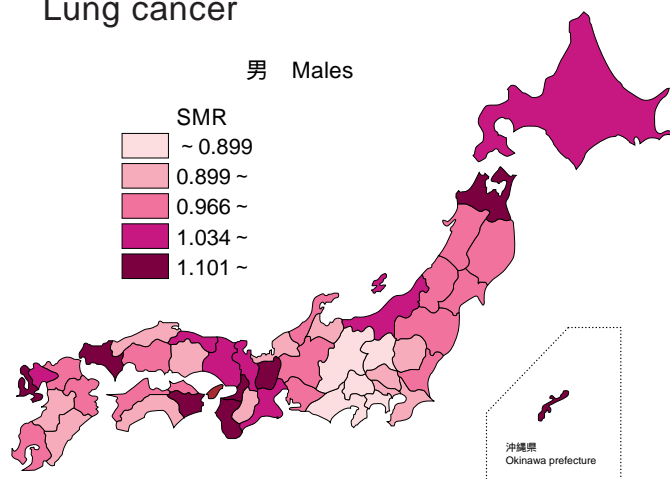 Lung cancer
男 Males
SMR
~ 0.899
0.899 ~
0.966 ~
1.034 ~
1.101 ~
沖縄県
Okinawa prefecture